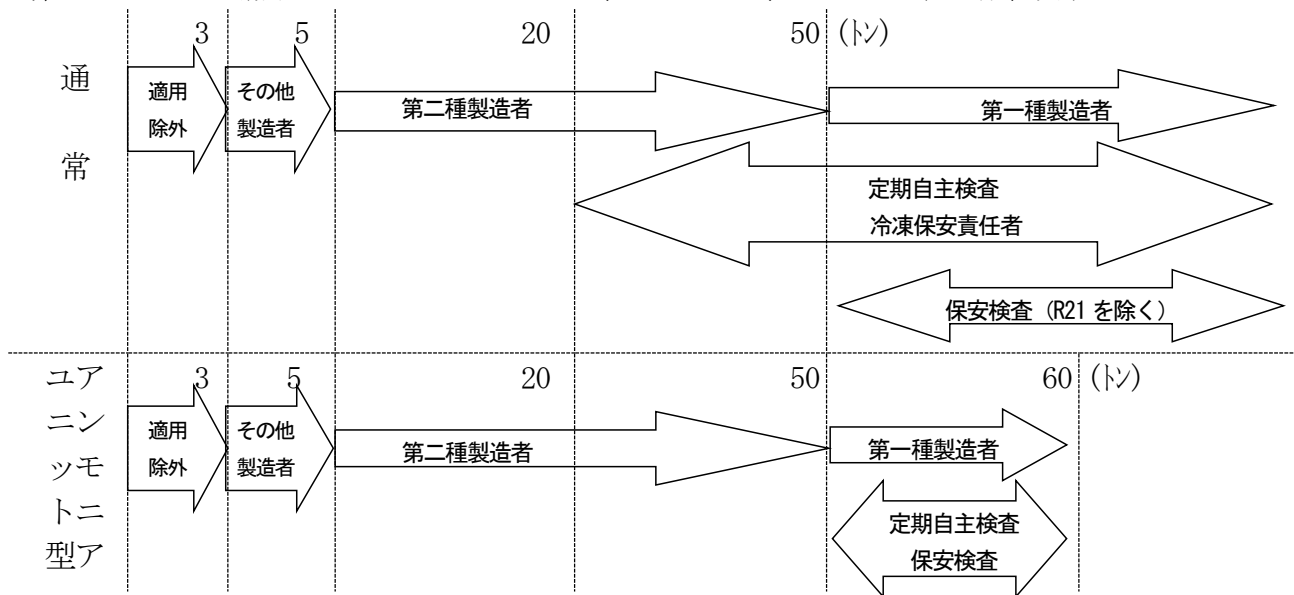 3 5 20 50 (トン)
通
常
適用
除外
その他
製造者
第二種製造者
第一種製造者
定期自主検査
冷凍保安責任者
保安検査（R21 を除く）
ユア
ニン
ッモ
トニ
型ア
3 5 20 50 60 (トン)
適用
除外
その他
製造者
第二種製造者
第一種製造者
定期自主検査
保安検査